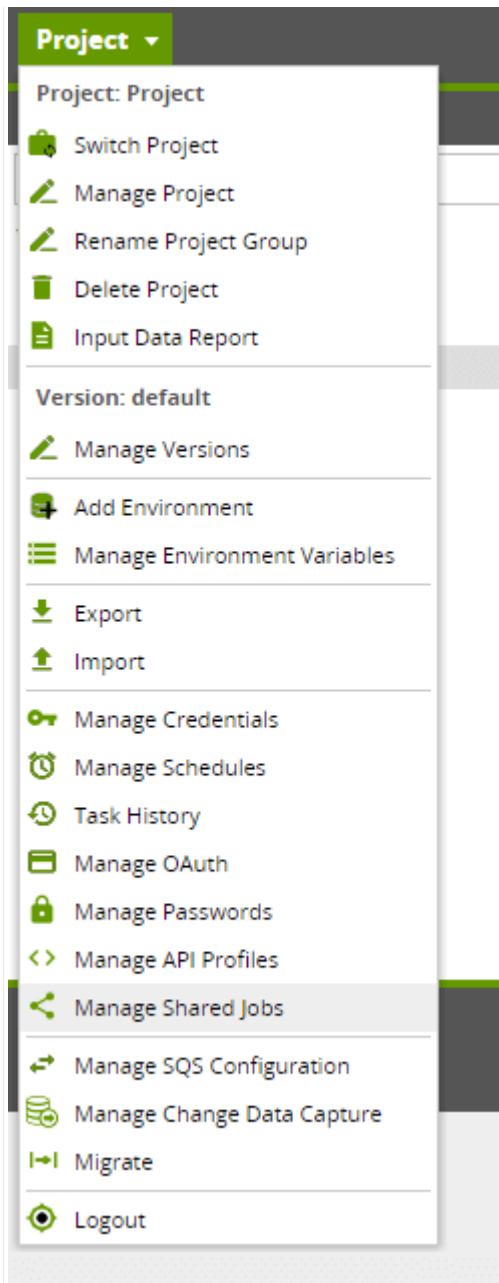 Project
Project: Project
Switch Project
Manage Project
Rename Project Group
Delete Project
Input Data Report
Version: default
Manage Versions
Add Environment
Manage Environment Variables
Export
Import
Manage Credentials
Manage Schedules
Task History
Manage OAuth
Manage Passwords
Manage API Profiles
Manage Shared Jobs
Manage SQS Configuration
Manage Change Data Capture
Migrate
Logout